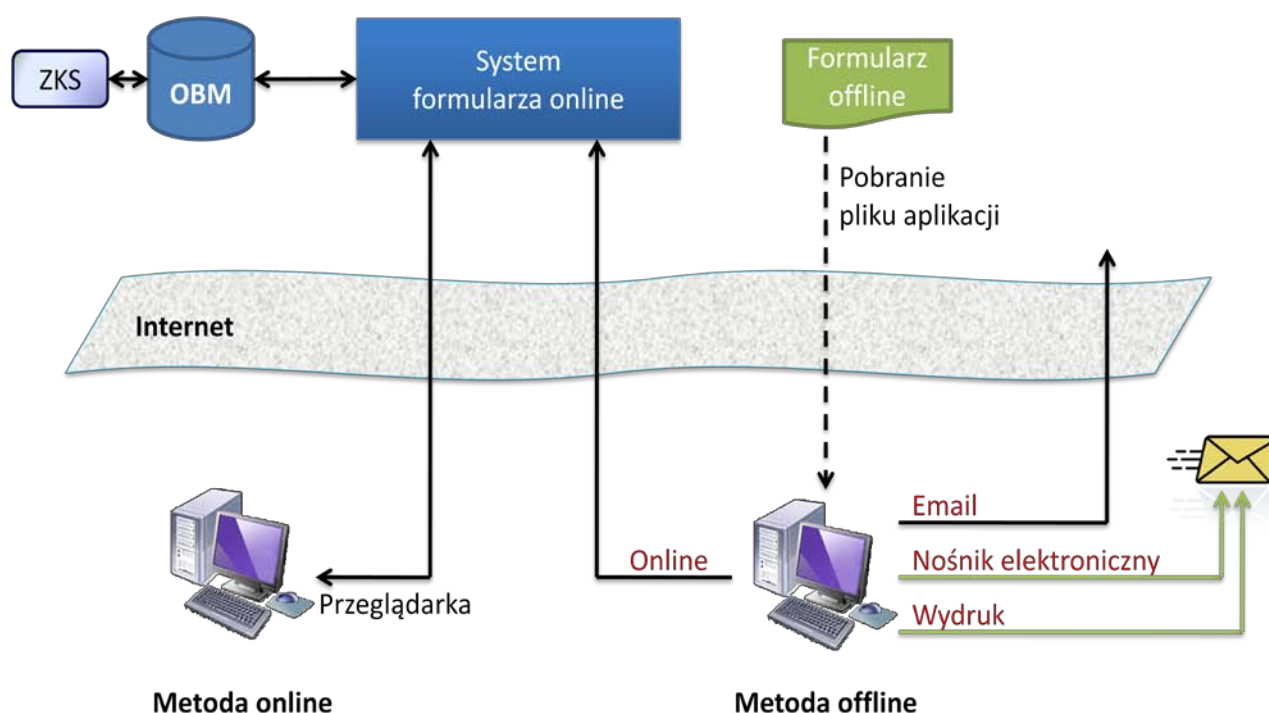 ZKS
OBM
System
formularza online
Formularz
offline
Pobranie
pliku aplikacji
Internet
Email
Online
Nośnik elektroniczny
Przeglądarka
Wydruk
Metoda online
Metoda offline